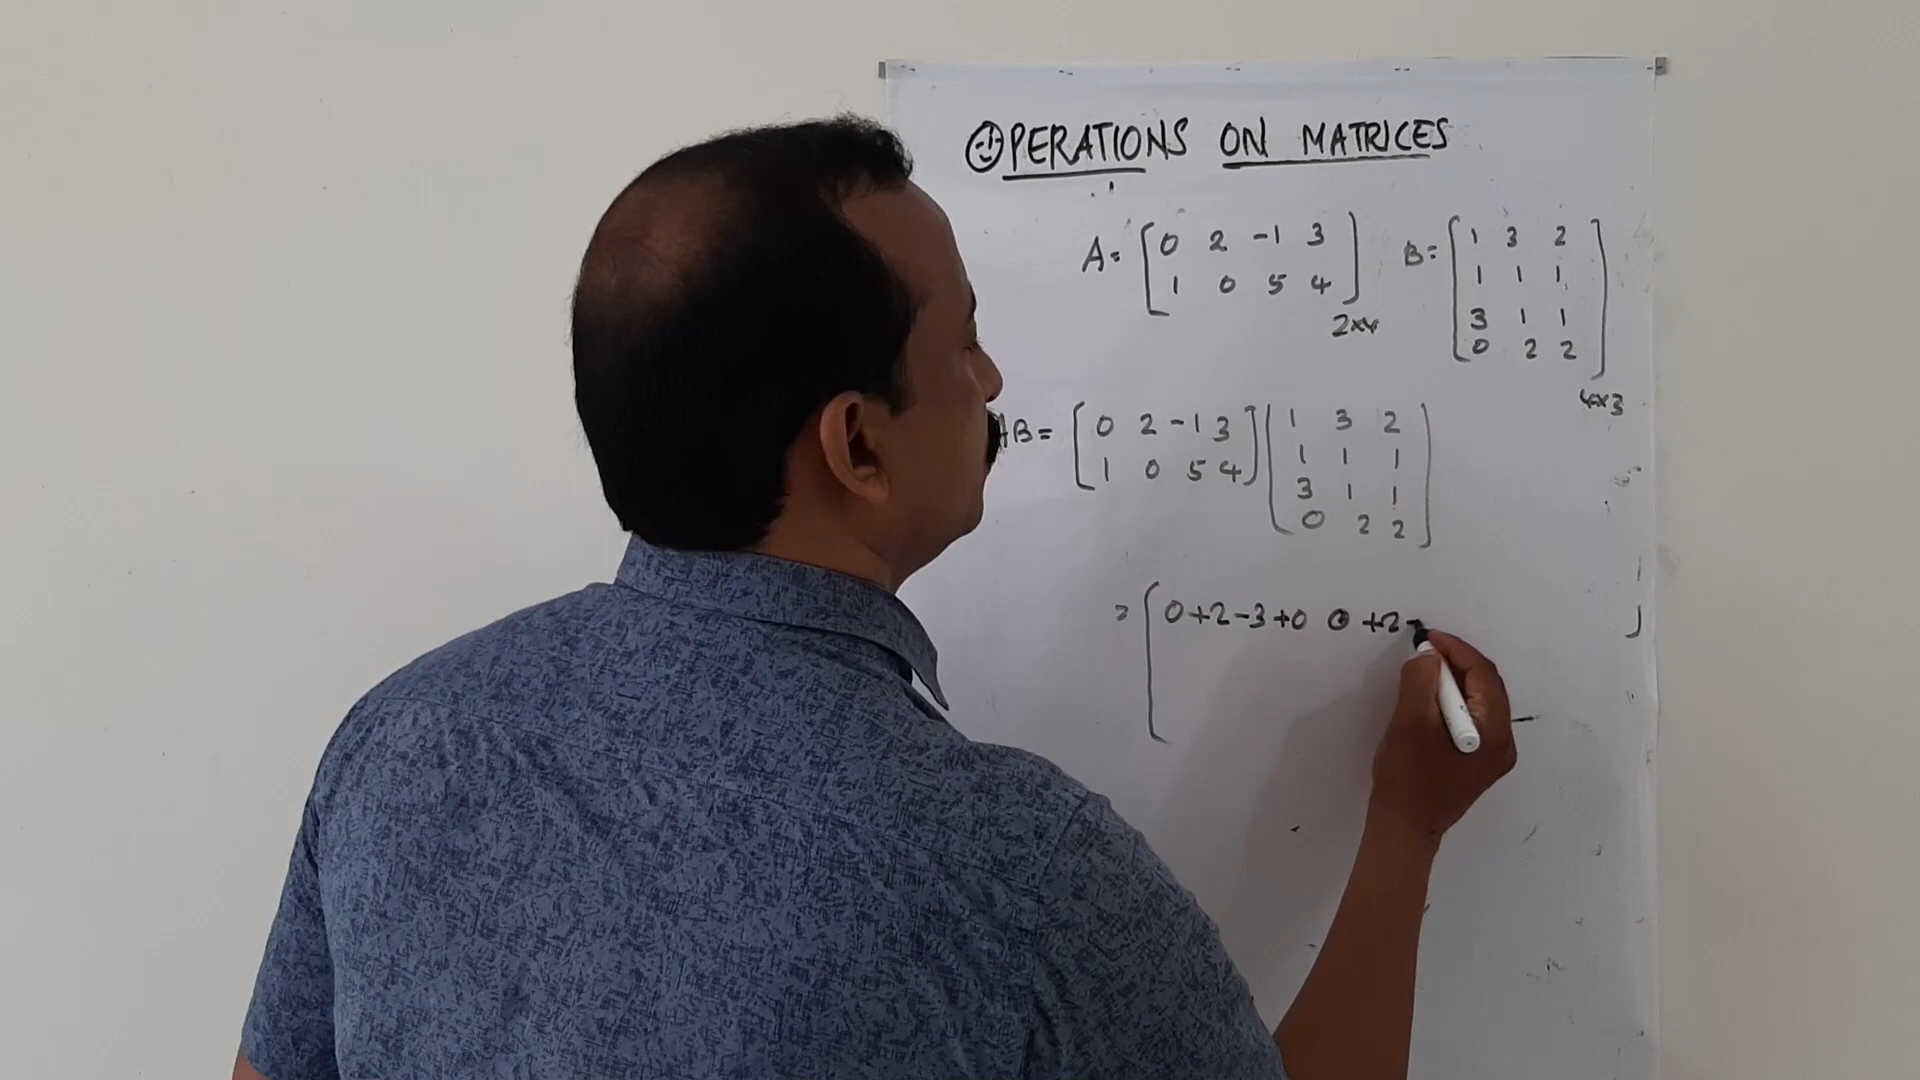 OPERATIONS ON MATRICES
A= [ 0 2 -1 3 ] B= [ 1 3 2 ]
[ 1 0 5 4 ] [ 1 1 1 ]
2x4 [ 3 1 1 ]
[ 0 2 2 ]
4x3
AB= [ 0 2 -1 3 ] [ 1 3 2 ]
[ 1 0 5 4 ] [ 1 1 1 ]
[ 3 1 1 ]
[ 0 2 2 ]
= [ 0+2-3+0 0+2-